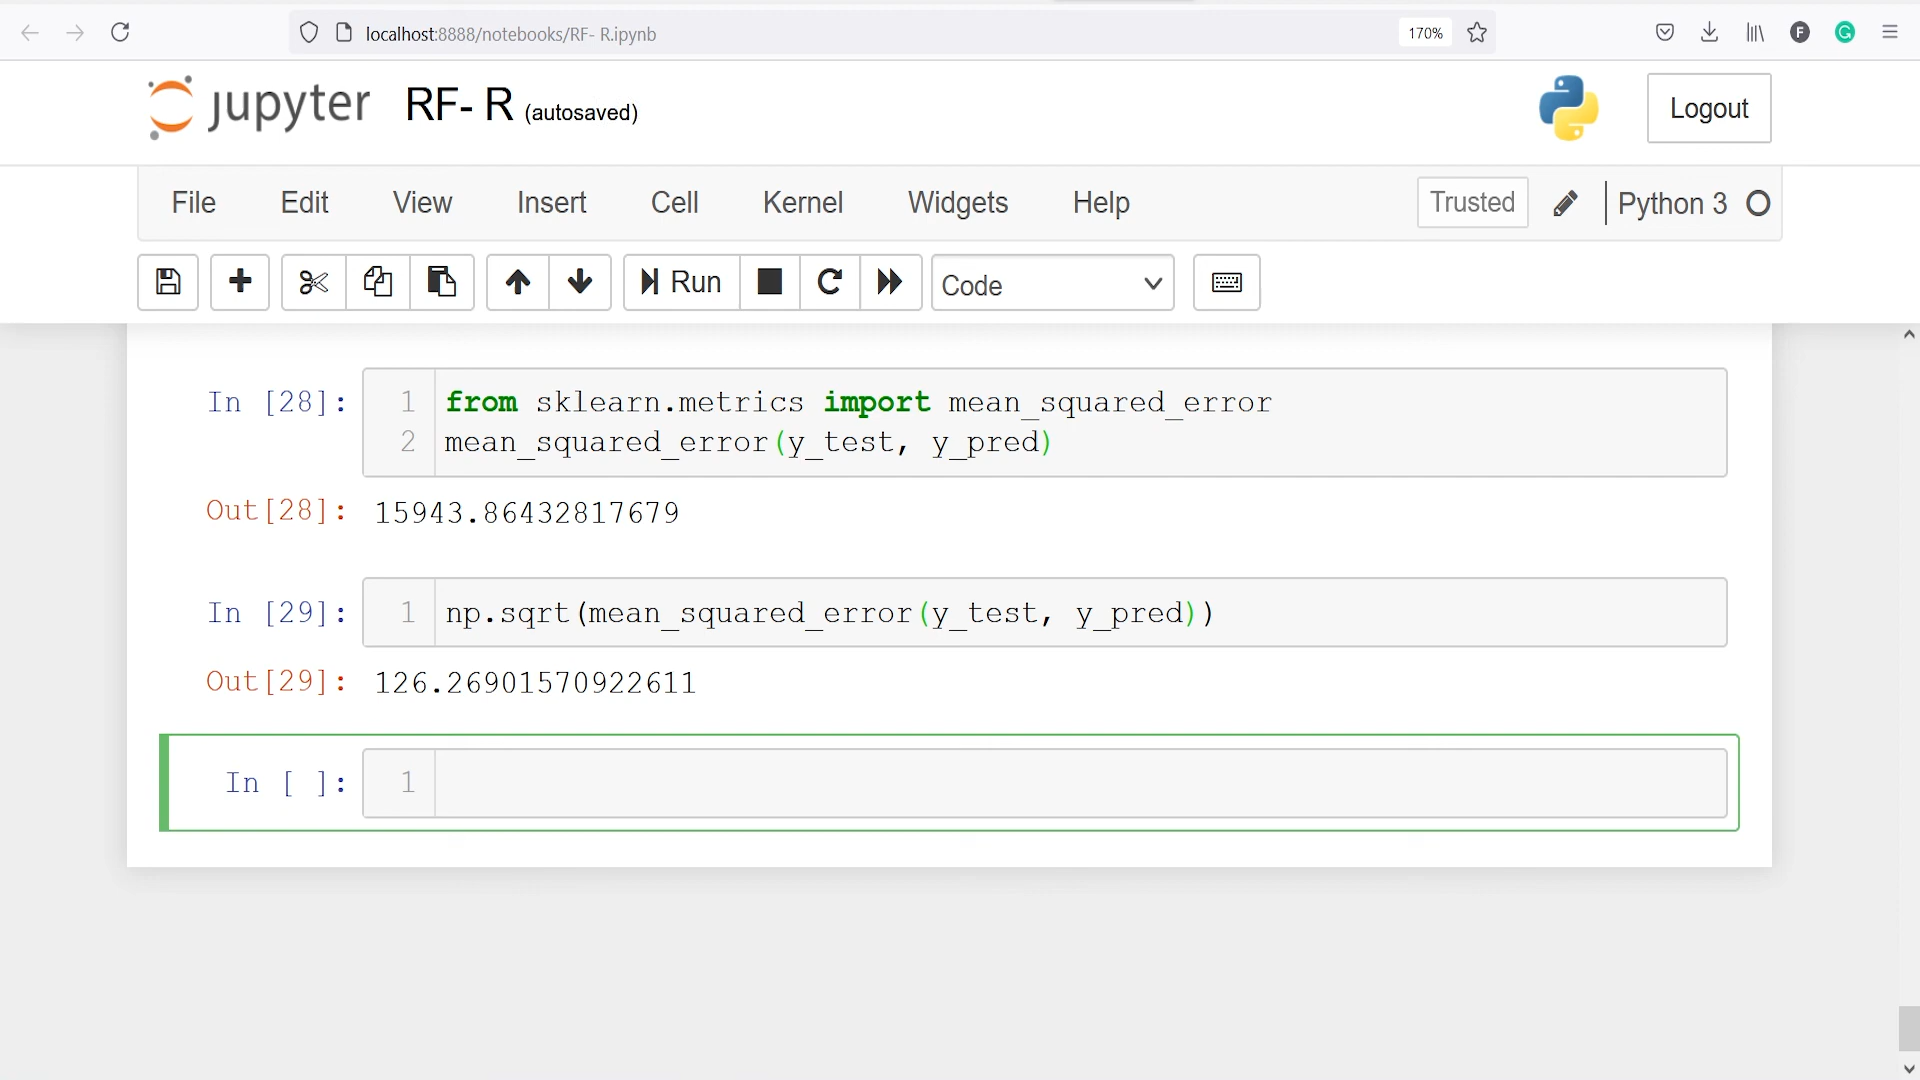 localhost:8888/notebooks/RF- R.ipynb
170%
F
G
jupyter RF- R (autosaved)
Logout
File Edit View Insert Cell Kernel Widgets Help
Trusted
Python 3
Run
Code
In [28]:
1 from sklearn.metrics import mean_squared_error
2 mean_squared_error(y_test, y_pred)
Out[28]: 15943.86432817679
In [29]: 1 np.sqrt(mean_squared_error(y_test, y_pred))
Out[29]: 126.26901570922611
In [ ]: 1